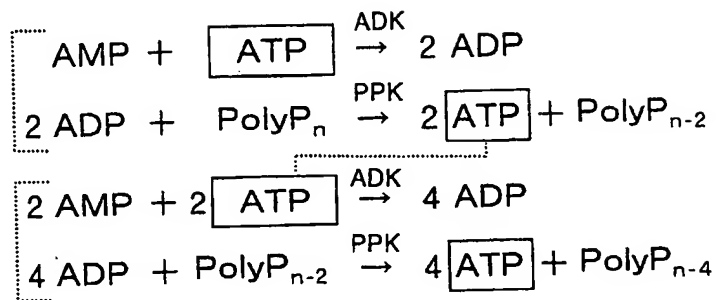 AMP + ATP ADK → 2 ADP
2 ADP + PolyPn PPK → 2 ATP + PolyPn-2
2 AMP + 2 ATP ADK → 4 ADP
4 ADP + PolyPn-2 PPK → 4 ATP + PolyPn-4